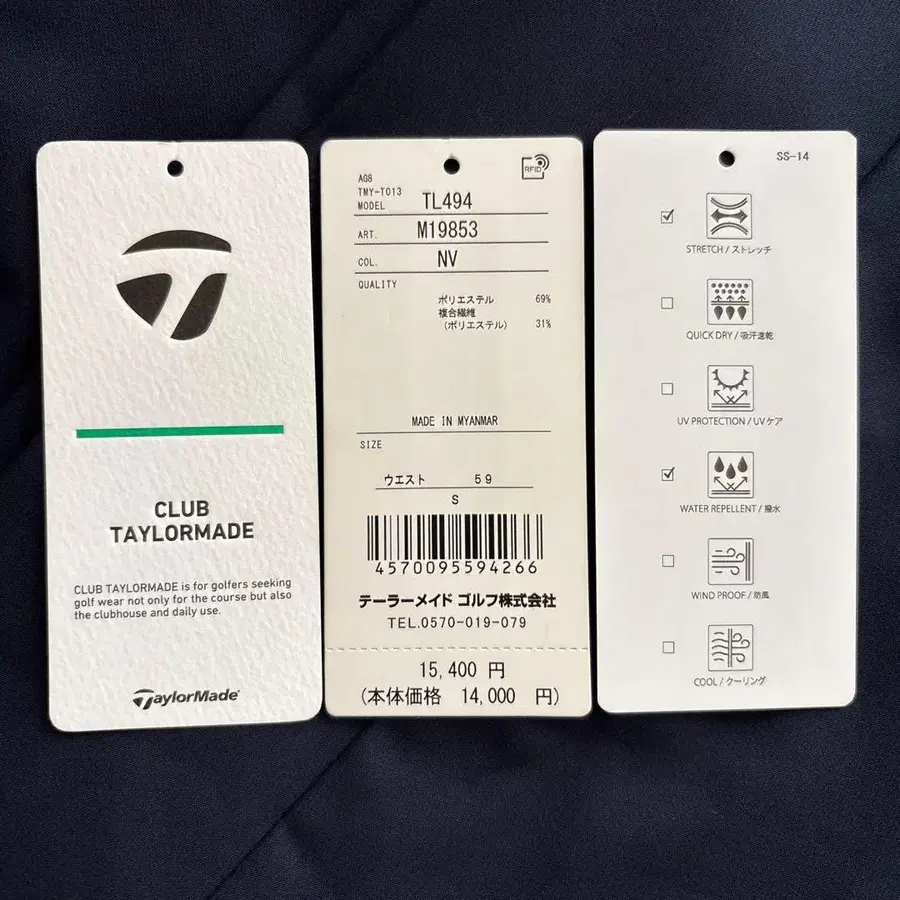 CLUB
TAYLORMADE
CLUB TAYLORMADE is for golfers seeking
golf wear not only for the course but also
the clubhouse and daily use.
TaylorMade
RFID
AG8
TMY-T013
MODEL TL494
ART. M19853
COL. NV
QUALITY
ポリエステル 69%
複合繊維
(ポリエステル) 31%
MADE IN MYANMAR
SIZE
ウエスト 59
S
4570095594266
テーラーメイド ゴルフ株式会社
TEL.0570-019-079
15,400 円
(本体価格 14,000 円)
SS-14
STRETCH / ストレッチ
QUICK DRY / 吸汗速乾
UV PROTECTION / UVケア
WATER REPELLENT / 撥水
WIND PROOF / 防風
COOL / クーリング